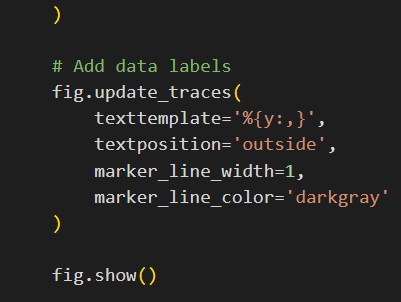 )
# Add data labels
fig.update_traces(
    texttemplate='%{y:,}',
    textposition='outside',
    marker_line_width=1,
    marker_line_color='darkgray'
)
fig.show()